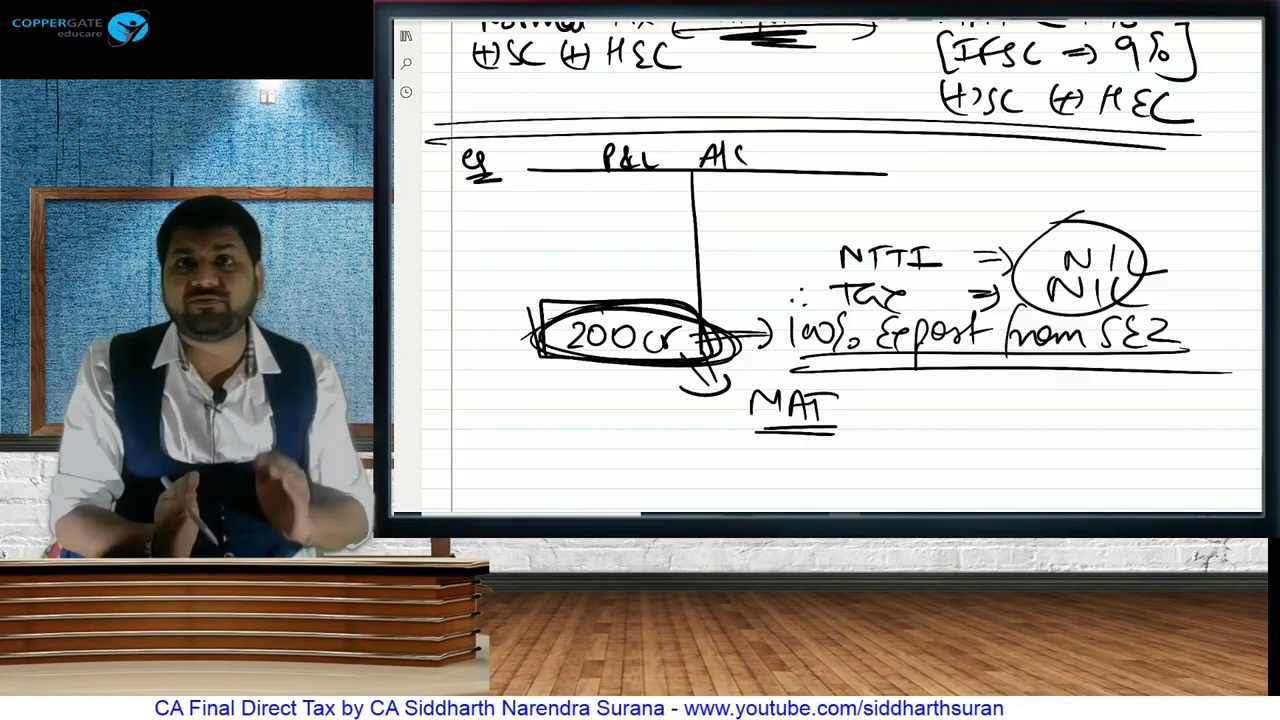 COPPERGATE
educare
Normal
(+)SC (+) HEC
[IFSC ⇒ 9%]
(+)SC (+) HEC
eg P&L A/C
NTTI ⇒ NIL
∴ Tax ⇒ NIL
200cr → 100% Export from SEZ
MAT
CA Final Direct Tax by CA Siddharth Narendra Surana - www.youtube.com/siddharthsuran